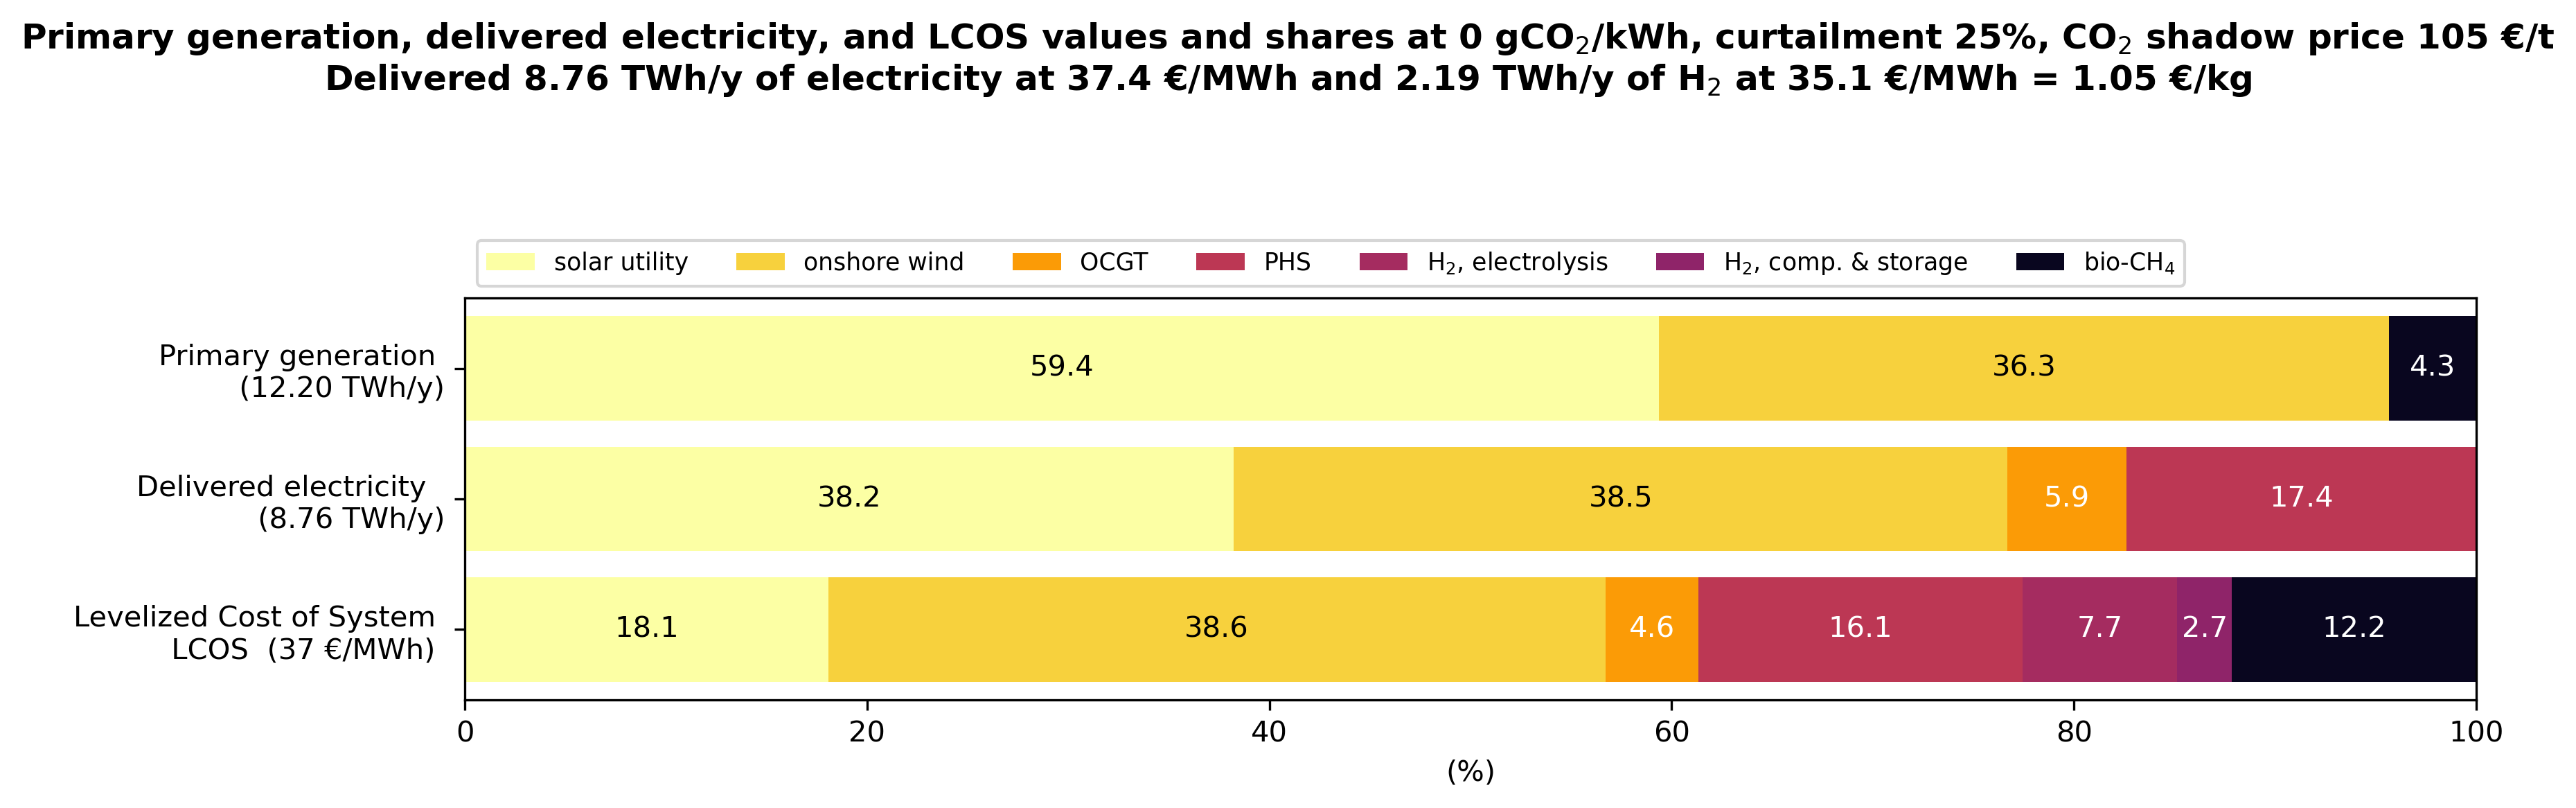 Primary generation, delivered electricity, and LCOS values and shares at 0 gCO₂/kWh, curtailment 25%, CO₂ shadow price 105 €/t
Delivered 8.76 TWh/y of electricity at 37.4 €/MWh and 2.19 TWh/y of H₂ at 35.1 €/MWh = 1.05 €/kg
solar utility onshore wind OCGT PHS H₂, electrolysis H₂, comp. & storage bio-CH₄
Primary generation
(12.20 TWh/y)
59.4 36.3 4.3
Delivered electricity
(8.76 TWh/y)
38.2 38.5 5.9 17.4
Levelized Cost of System
LCOS (37 €/MWh)
18.1 38.6 4.6 16.1 7.7 2.7 12.2
0 20 40 60 80 100
(%)